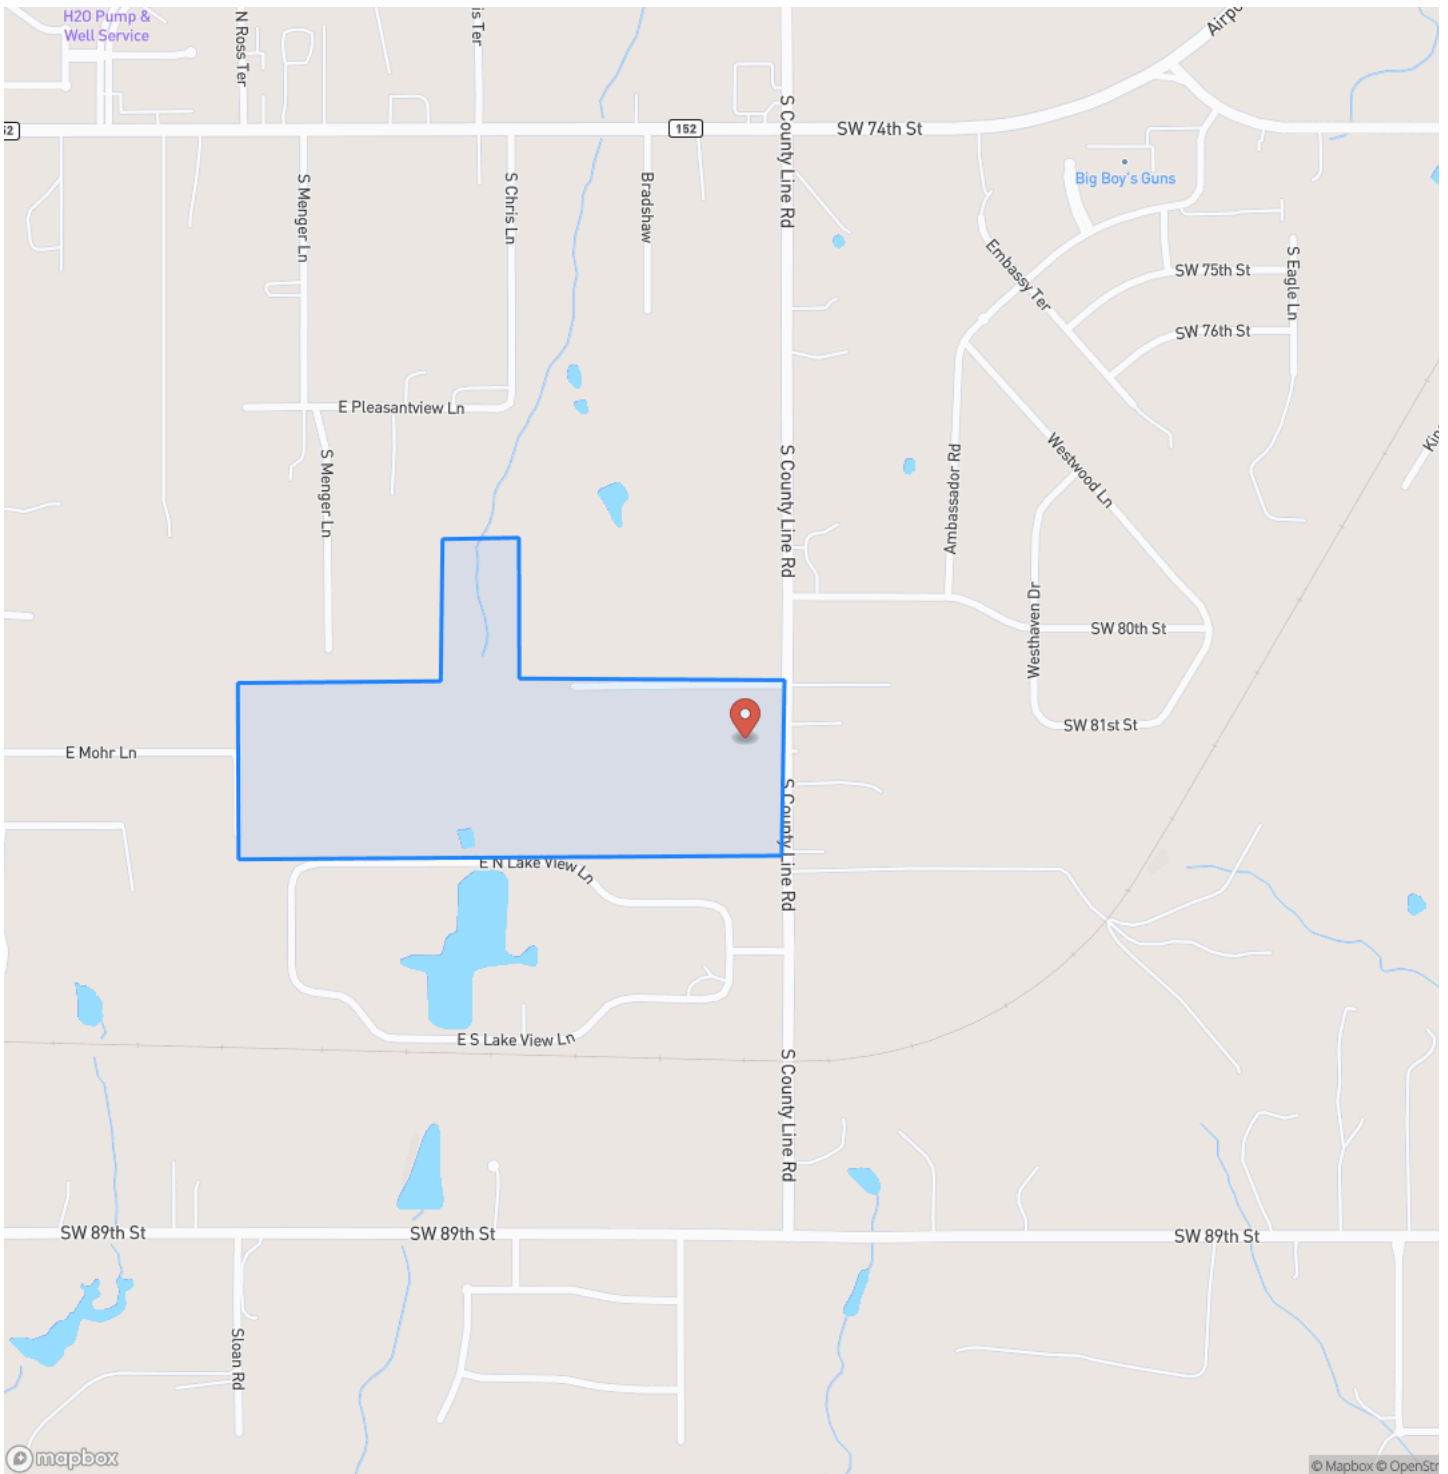 H2O Pump &
Well Service
N Ross Ter
is Ter
Airpo
52
152
SW 74th St
S County Line Rd
Big Boy's Guns
S Menger Ln
S Chris Ln
Bradshaw
Embassy Ter
SW 75th St
S Eagle Ln
SW 76th St
E Pleasantview Ln
S Menger Ln
S County Line Rd
Ambassador Rd
Westwood Ln
Kin
Westhaven Dr
SW 80th St
SW 81st St
E Mohr Ln
S County Line Rd
E N Lake View Ln
E S Lake View Ln
S County Line Rd
SW 89th St
SW 89th St
SW 89th St
Sloan Rd
mapbox
© Mapbox © OpenStr